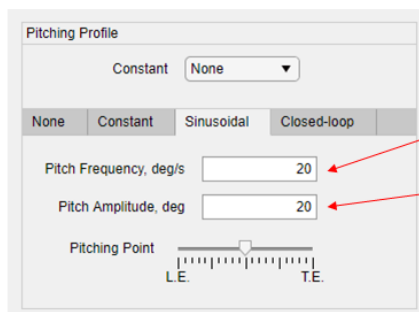 Pitching Profile
Constant None
None Constant Sinusoidal Closed-loop
Pitch Frequency, deg/s 20
Pitch Amplitude, deg 20
Pitching Point
L.E. T.E.